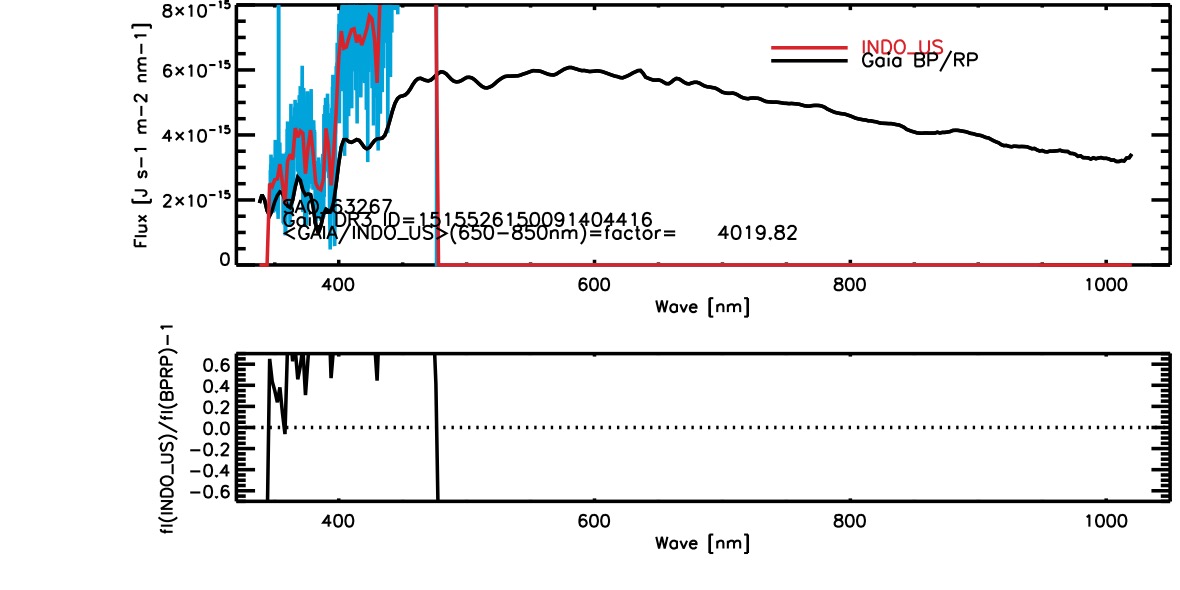 8×10−15
6×10−15
4×10−15
2×10−15
0
Flux [J s−1 m−2 nm−1]
INDO_US
Gaia BP/RP
SAO 63267
Gaia DR3 ID=1515526150091404416
<GAIA/INDO_US>(650−850nm)=factor= 4019.82
400 600 800 1000
Wave [nm]
fl(INDO_US)/fl(BPRP)−1
0.6
0.4
0.2
0.0
−0.2
−0.4
−0.6
400 600 800 1000
Wave [nm]